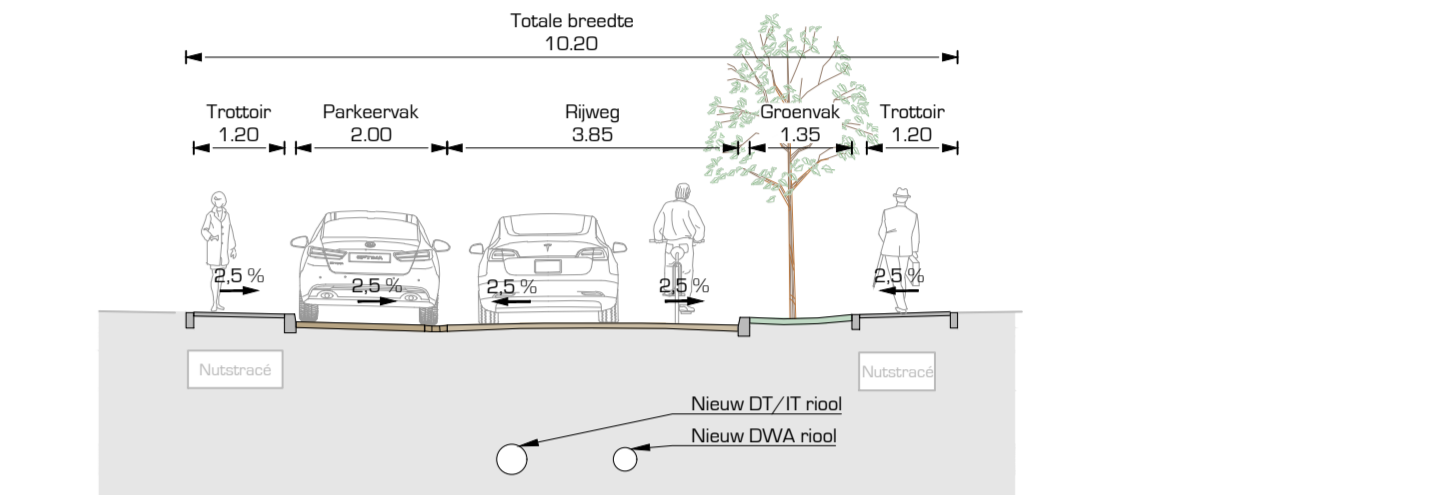 Totale breedte
10.20
Trottoir
1.20
Parkeervak
2.00
Rijweg
3.85
Groenvak
1.35
Trottoir
1.20
OPTIMA
2,5 %
2,5 %
2,5 %
2,5 %
2,5 %
Nutstracé
Nutstracé
Nieuw DT/IT riool
Nieuw DWA riool